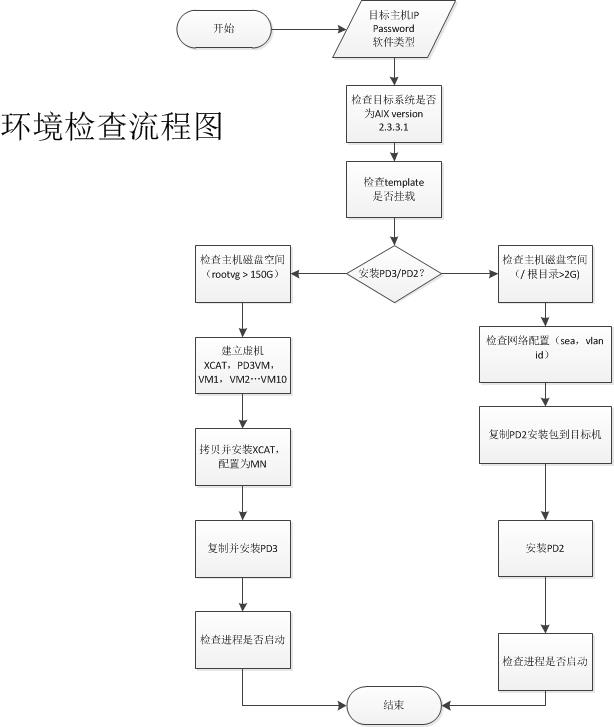 开始
目标主机IP
Password
软件类型
环境检查流程图
检查目标系统是否
为AIX version
2.3.3.1
检查template
是否挂载
安装PD3/PD2？
检查主机磁盘空间
（rootvg > 150G）
建立虚机
XCAT，PD3VM，
VM1，VM2…VM10
拷贝并安装XCAT，
配置为MN
复制并安装PD3
检查进程是否启动
检查主机磁盘空间
（/ 根目录>2G)
检查网络配置（sea，vlan
id）
复制PD2安装包到目标机
安装PD2
检查进程是否启动
结束